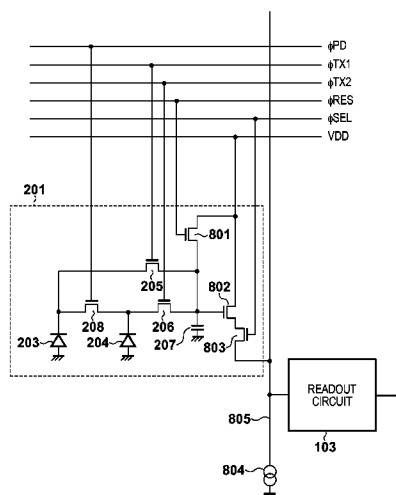 φPD
φTX1
φTX2
φRES
φSEL
VDD
201
801
205
802
208
206
203
204
207
803
READOUT
CIRCUIT
805
103
804